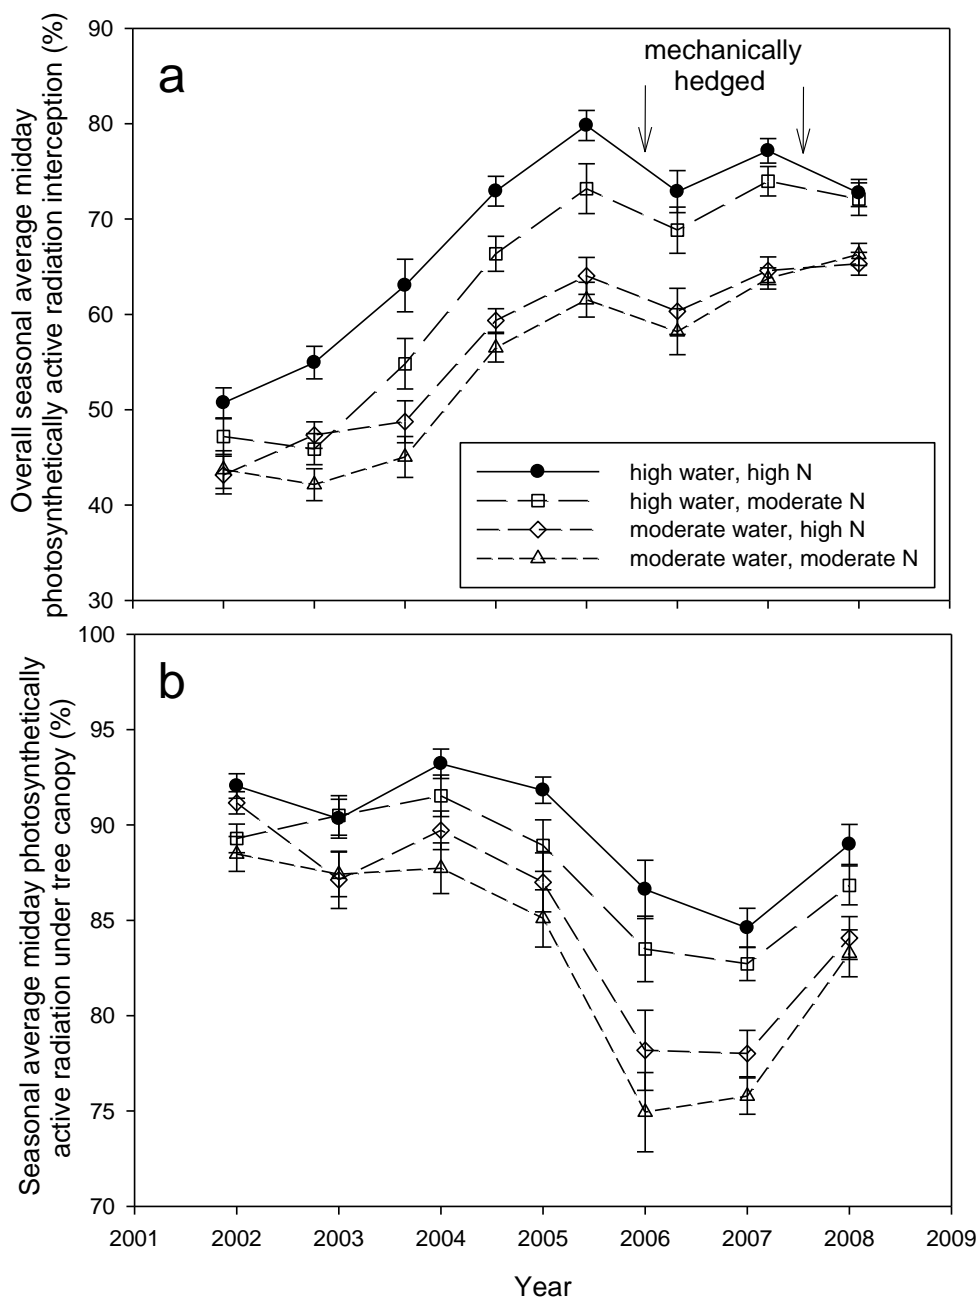 Overall seasonal average midday
photosynthetically active radiation interception (%)
90
80
70
60
50
40
30
a
mechanically
hedged
high water, high N
high water, moderate N
moderate water, high N
moderate water, moderate N
Seasonal average midday photosynthetically
active radiation under tree canopy (%)
100
95
90
85
80
75
70
b
2001 2002 2003 2004 2005 2006 2007 2008 2009
Year